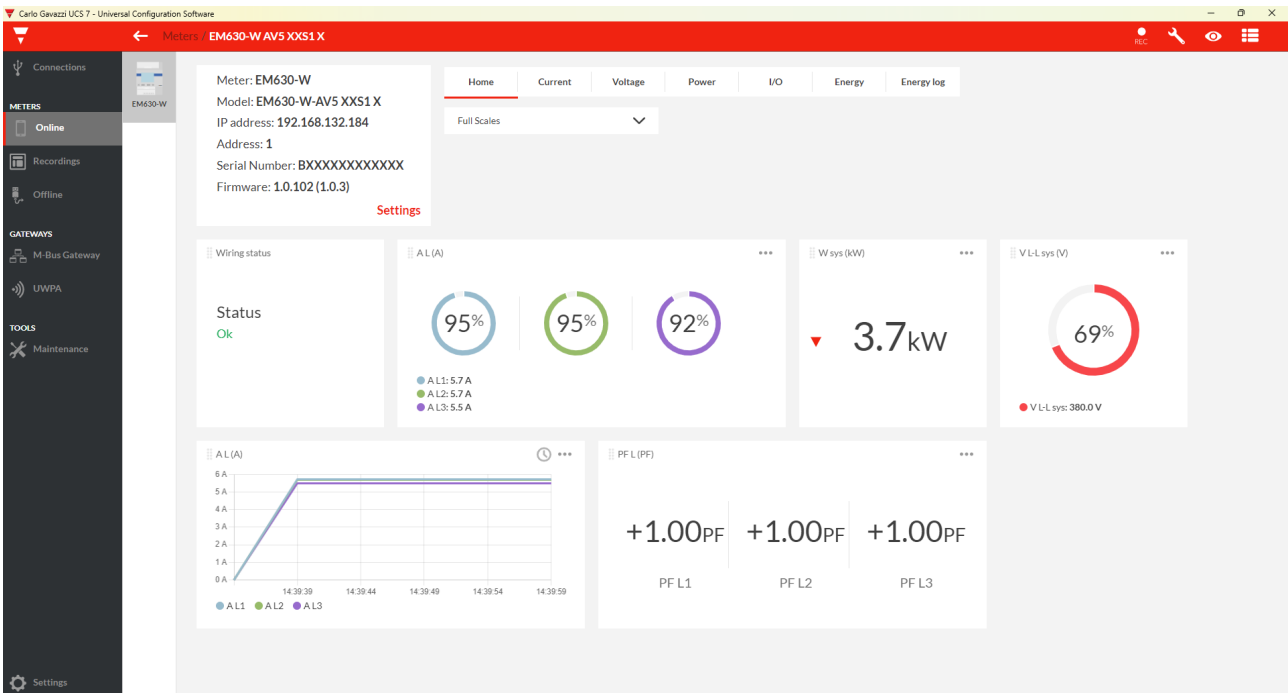 Carlo Gavazzi UCS 7 - Universal Configuration Software
Meters / EM630-W AV5 XXS1 X
REC
Connections
METERS
Online
Recordings
Offline
GATEWAYS
M-Bus Gateway
UWPA
TOOLS
Maintenance
Settings
EM630-W
Meter: EM630-W
Model: EM630-W-AV5 XXS1 X
IP address: 192.168.132.184
Address: 1
Serial Number: BXXXXXXXXXXXX
Firmware: 1.0.102 (1.0.3)
Settings
Home Current Voltage Power I/O Energy Energy log
Full Scales
Wiring status
Status
Ok
A L (A)
95% 95% 92%
A L1: 5.7 A
A L2: 5.7 A
A L3: 5.5 A
W sys (kW)
3.7kW
V L-L sys (V)
69%
V L-L sys: 380.0 V
A L (A)
6 A
5 A
4 A
3 A
2 A
1 A
0 A
14:39:39 14:39:44 14:39:49 14:39:54 14:39:59
A L1 A L2 A L3
PF L (PF)
+1.00PF +1.00PF +1.00PF
PF L1 PF L2 PF L3